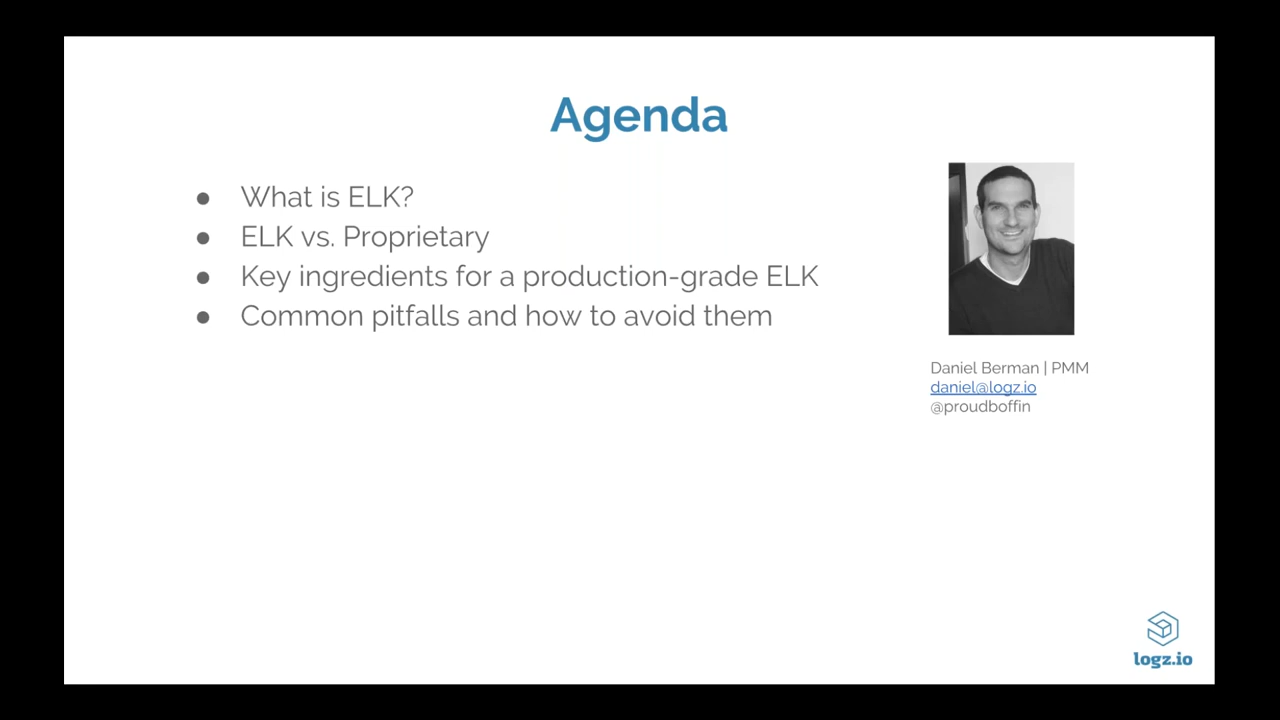 Agenda
● What is ELK?
● ELK vs. Proprietary
● Key ingredients for a production-grade ELK
● Common pitfalls and how to avoid them
Daniel Berman | PMM
daniel@logz.io
@proudboffin
logz.io